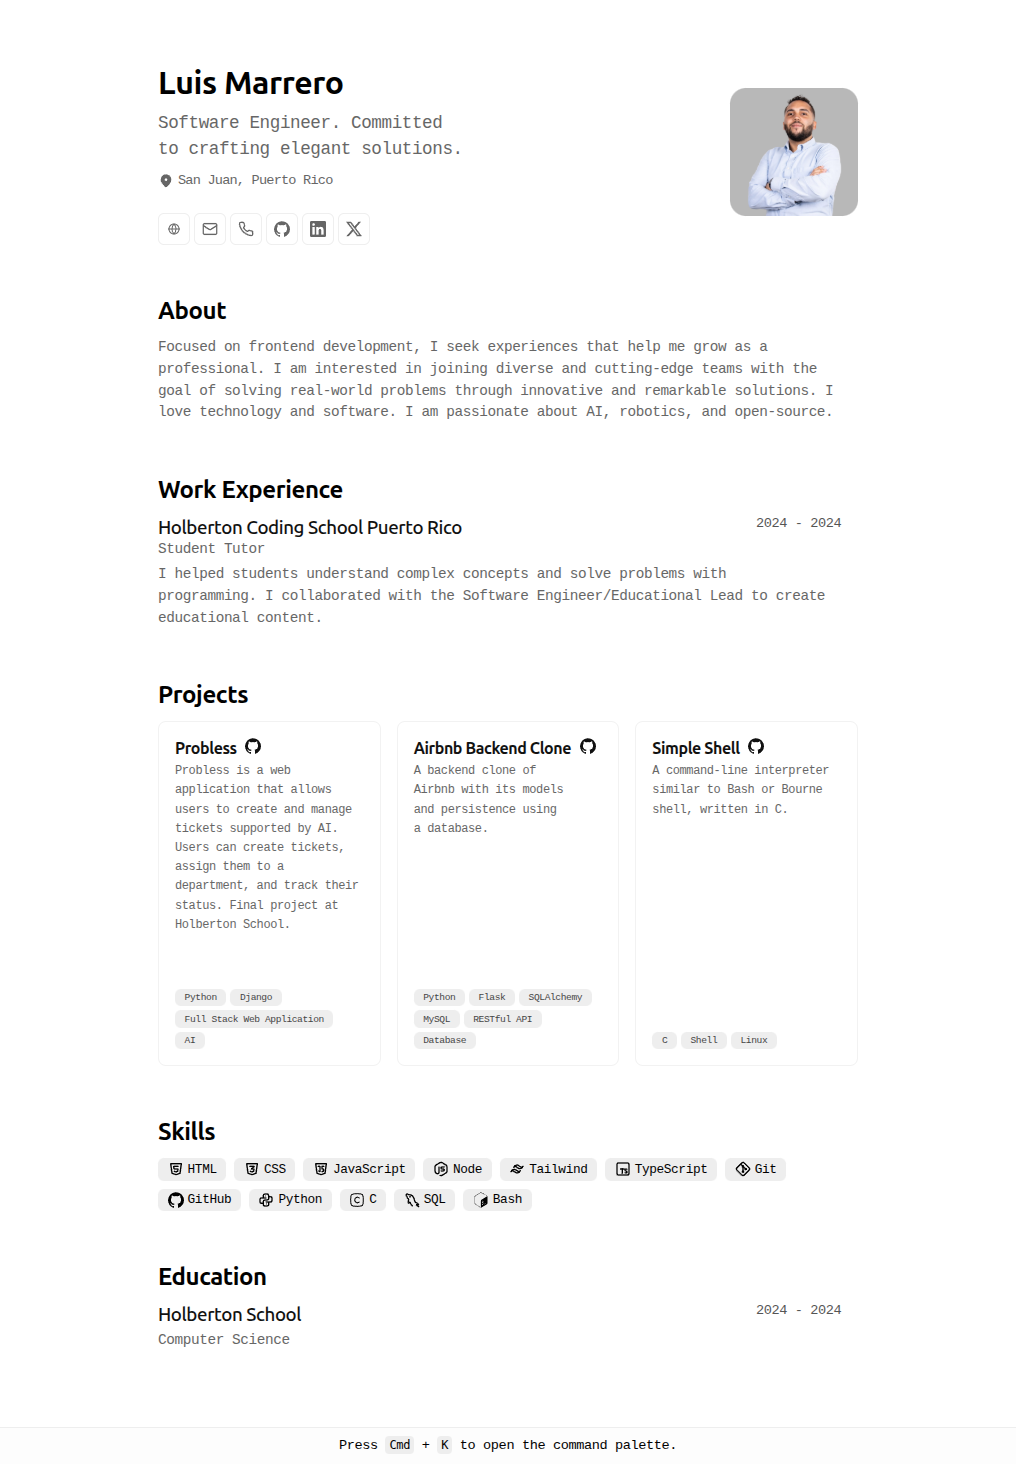 Luis Marrero
Software Engineer. Committed
to crafting elegant solutions.
San Juan, Puerto Rico
About
Focused on frontend development, I seek experiences that help me grow as a
professional. I am interested in joining diverse and cutting-edge teams with the
goal of solving real-world problems through innovative and remarkable solutions. I
love technology and software. I am passionate about AI, robotics, and open-source.
Work Experience
Holberton Coding School Puerto Rico
2024 - 2024
Student Tutor
I helped students understand complex concepts and solve problems with
programming. I collaborated with the Software Engineer/Educational Lead to create
educational content.
Projects
Probless
Probless is a web
application that allows
users to create and manage
tickets supported by AI.
Users can create tickets,
assign them to a
department, and track their
status. Final project at
Holberton School.
Python Django
Full Stack Web Application
AI
Airbnb Backend Clone
A backend clone of
Airbnb with its models
and persistence using
a database.
Python Flask SQLAlchemy
MySQL RESTful API
Database
Simple Shell
A command-line interpreter
similar to Bash or Bourne
shell, written in C.
C Shell Linux
Skills
HTML CSS JavaScript Node Tailwind TypeScript Git
GitHub Python C SQL Bash
Education
Holberton School
2024 - 2024
Computer Science
Press Cmd + K to open the command palette.